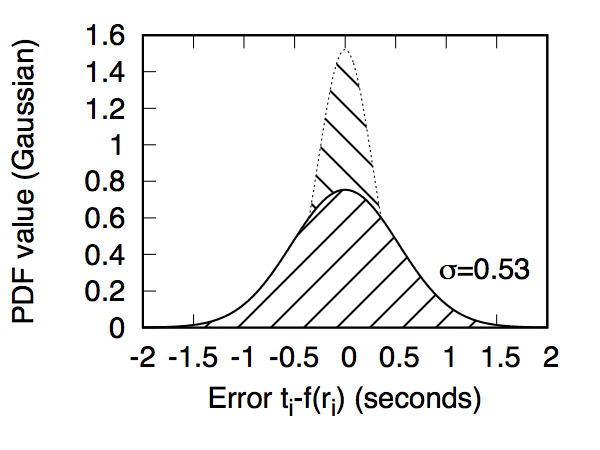 PDF value (Gaussian)
1.6
1.4
1.2
1
0.8
0.6
0.4
0.2
0
σ=0.53
-2 -1.5 -1 -0.5 0 0.5 1 1.5 2
Error ti-f(ri) (seconds)